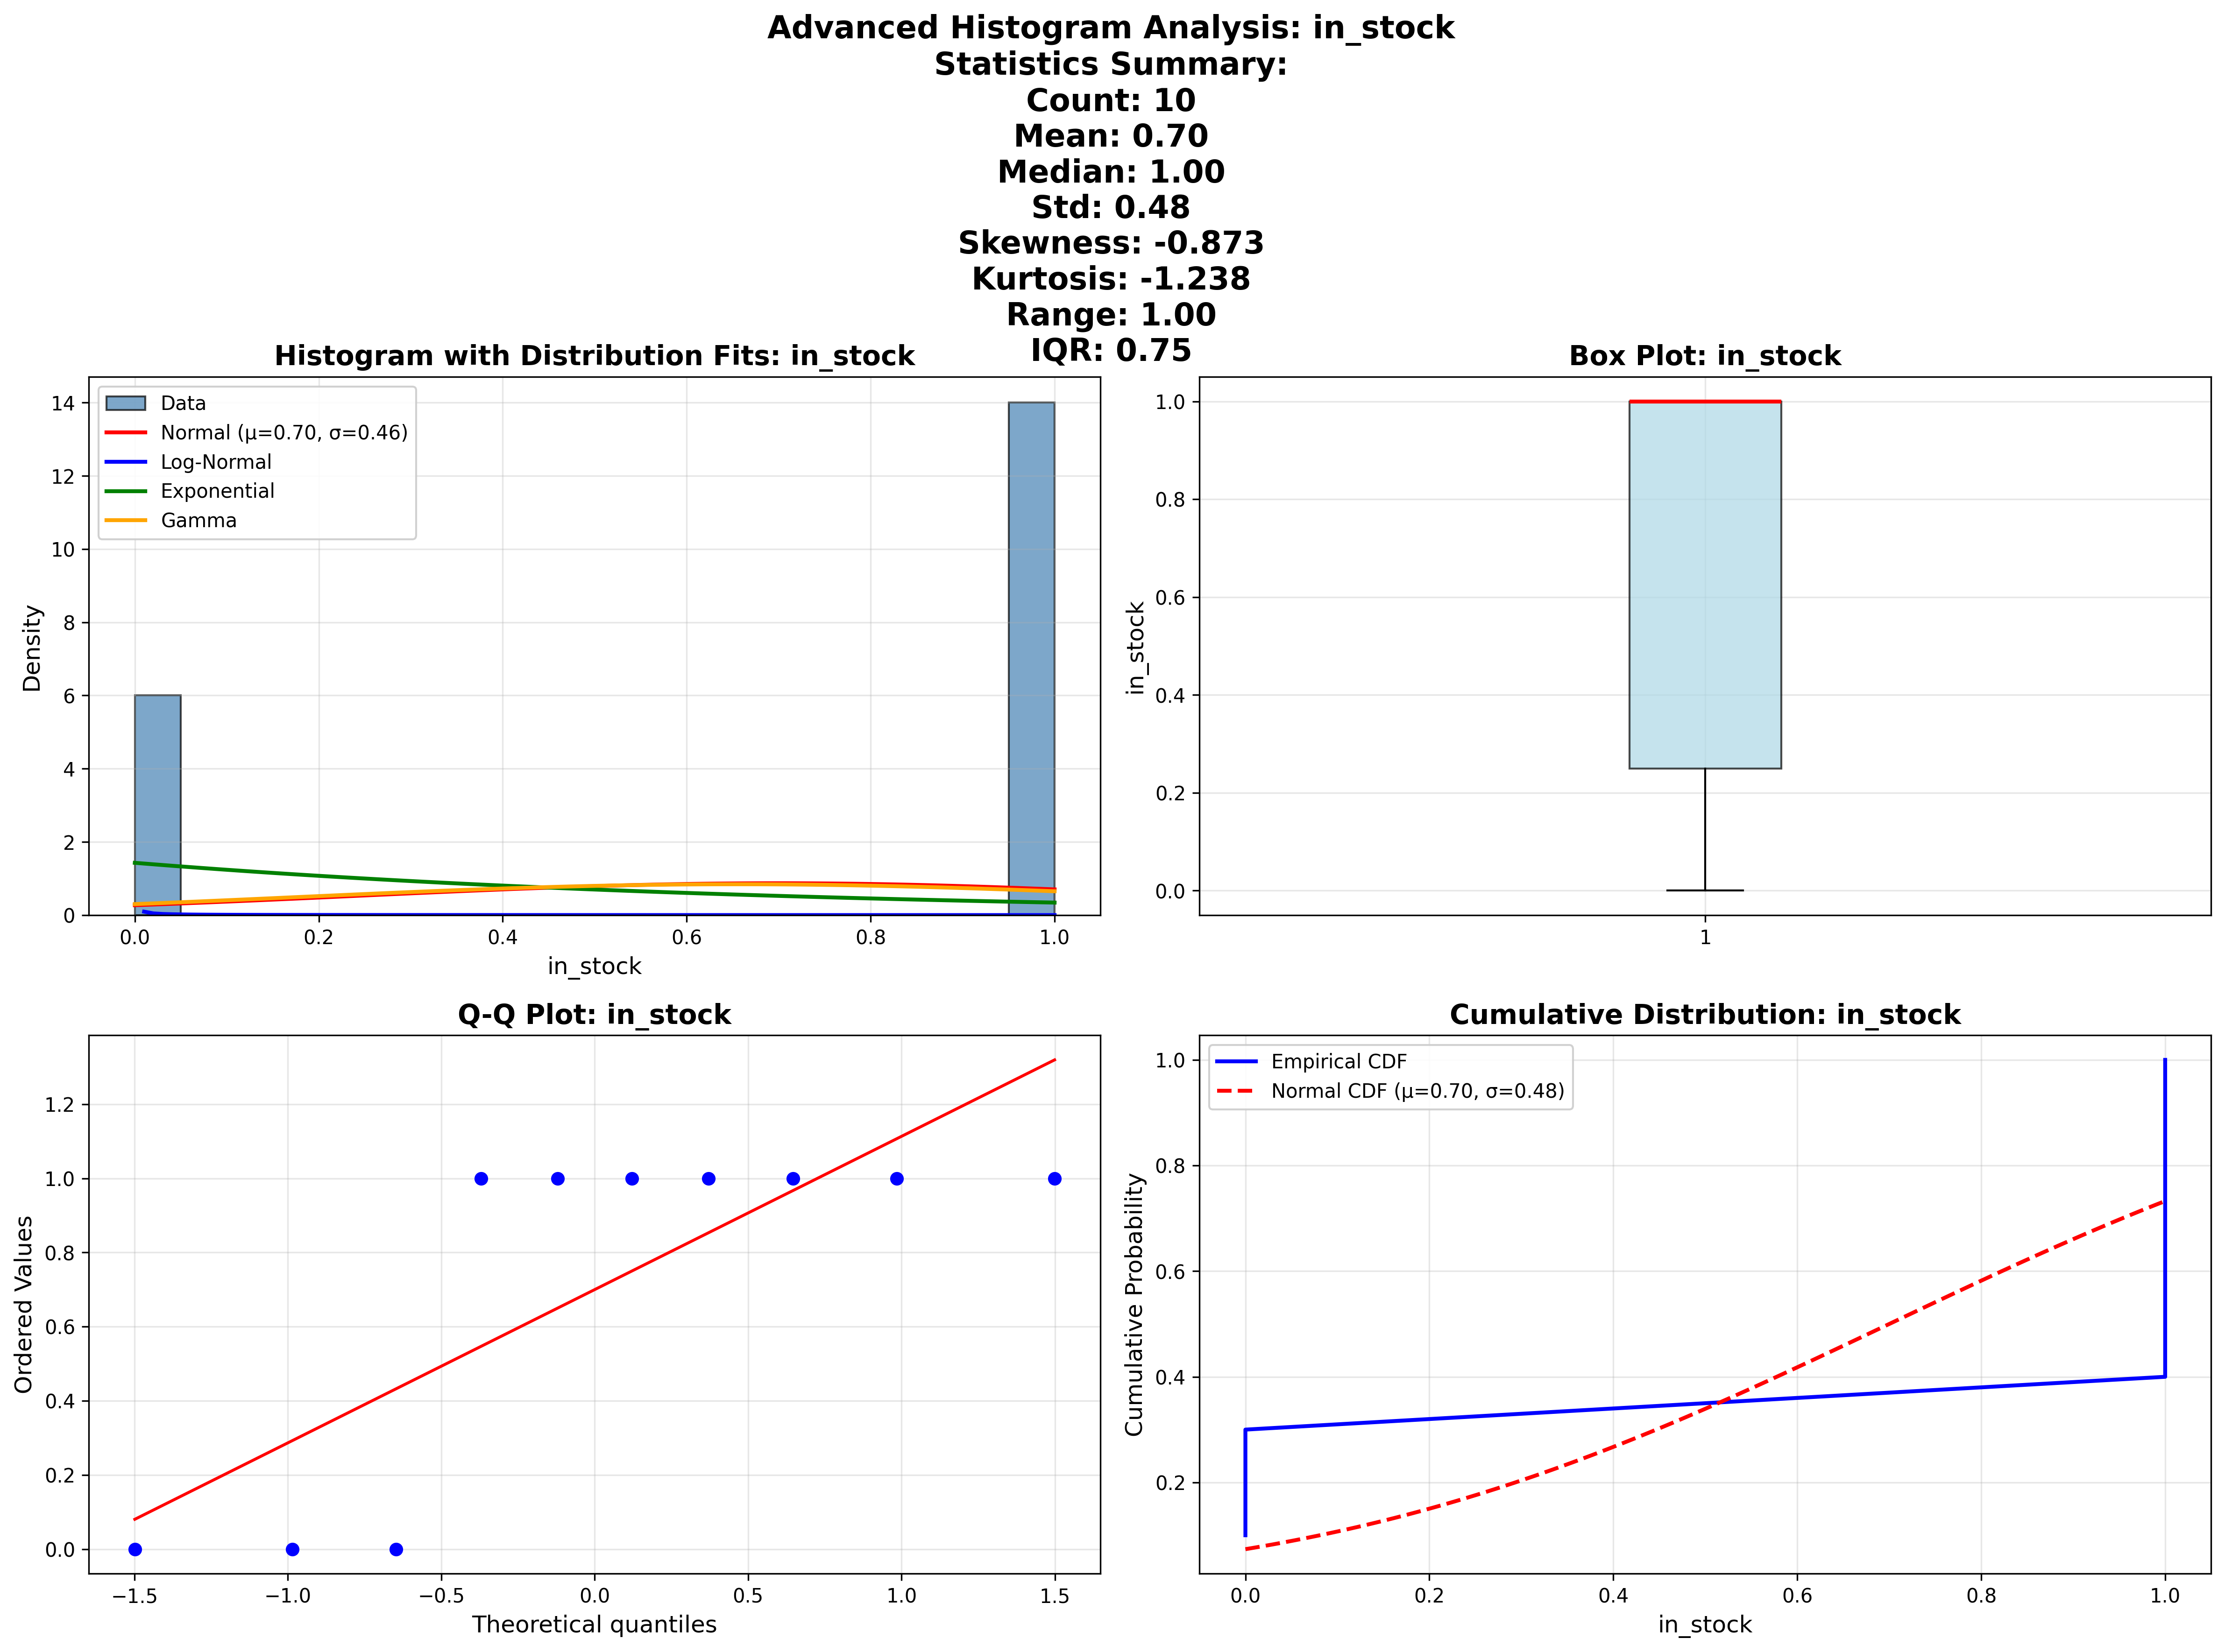 Advanced Histogram Analysis: in_stock
Statistics Summary:
Count: 10
Mean: 0.70
Median: 1.00
Std: 0.48
Skewness: -0.873
Kurtosis: -1.238
Range: 1.00
IQR: 0.75
Histogram with Distribution Fits: in_stock
Data
Normal (μ=0.70, σ=0.46)
Log-Normal
Exponential
Gamma
14
12
10
8
6
4
2
0
Density
0.0 0.2 0.4 0.6 0.8 1.0
in_stock
Box Plot: in_stock
1.0
0.8
0.6
0.4
0.2
0.0
in_stock
1
Q-Q Plot: in_stock
1.2
1.0
0.8
0.6
0.4
0.2
0.0
Ordered Values
−1.5 −1.0 −0.5 0.0 0.5 1.0 1.5
Theoretical quantiles
Cumulative Distribution: in_stock
Empirical CDF
Normal CDF (μ=0.70, σ=0.48)
1.0
0.8
0.6
0.4
0.2
Cumulative Probability
0.0 0.2 0.4 0.6 0.8 1.0
in_stock